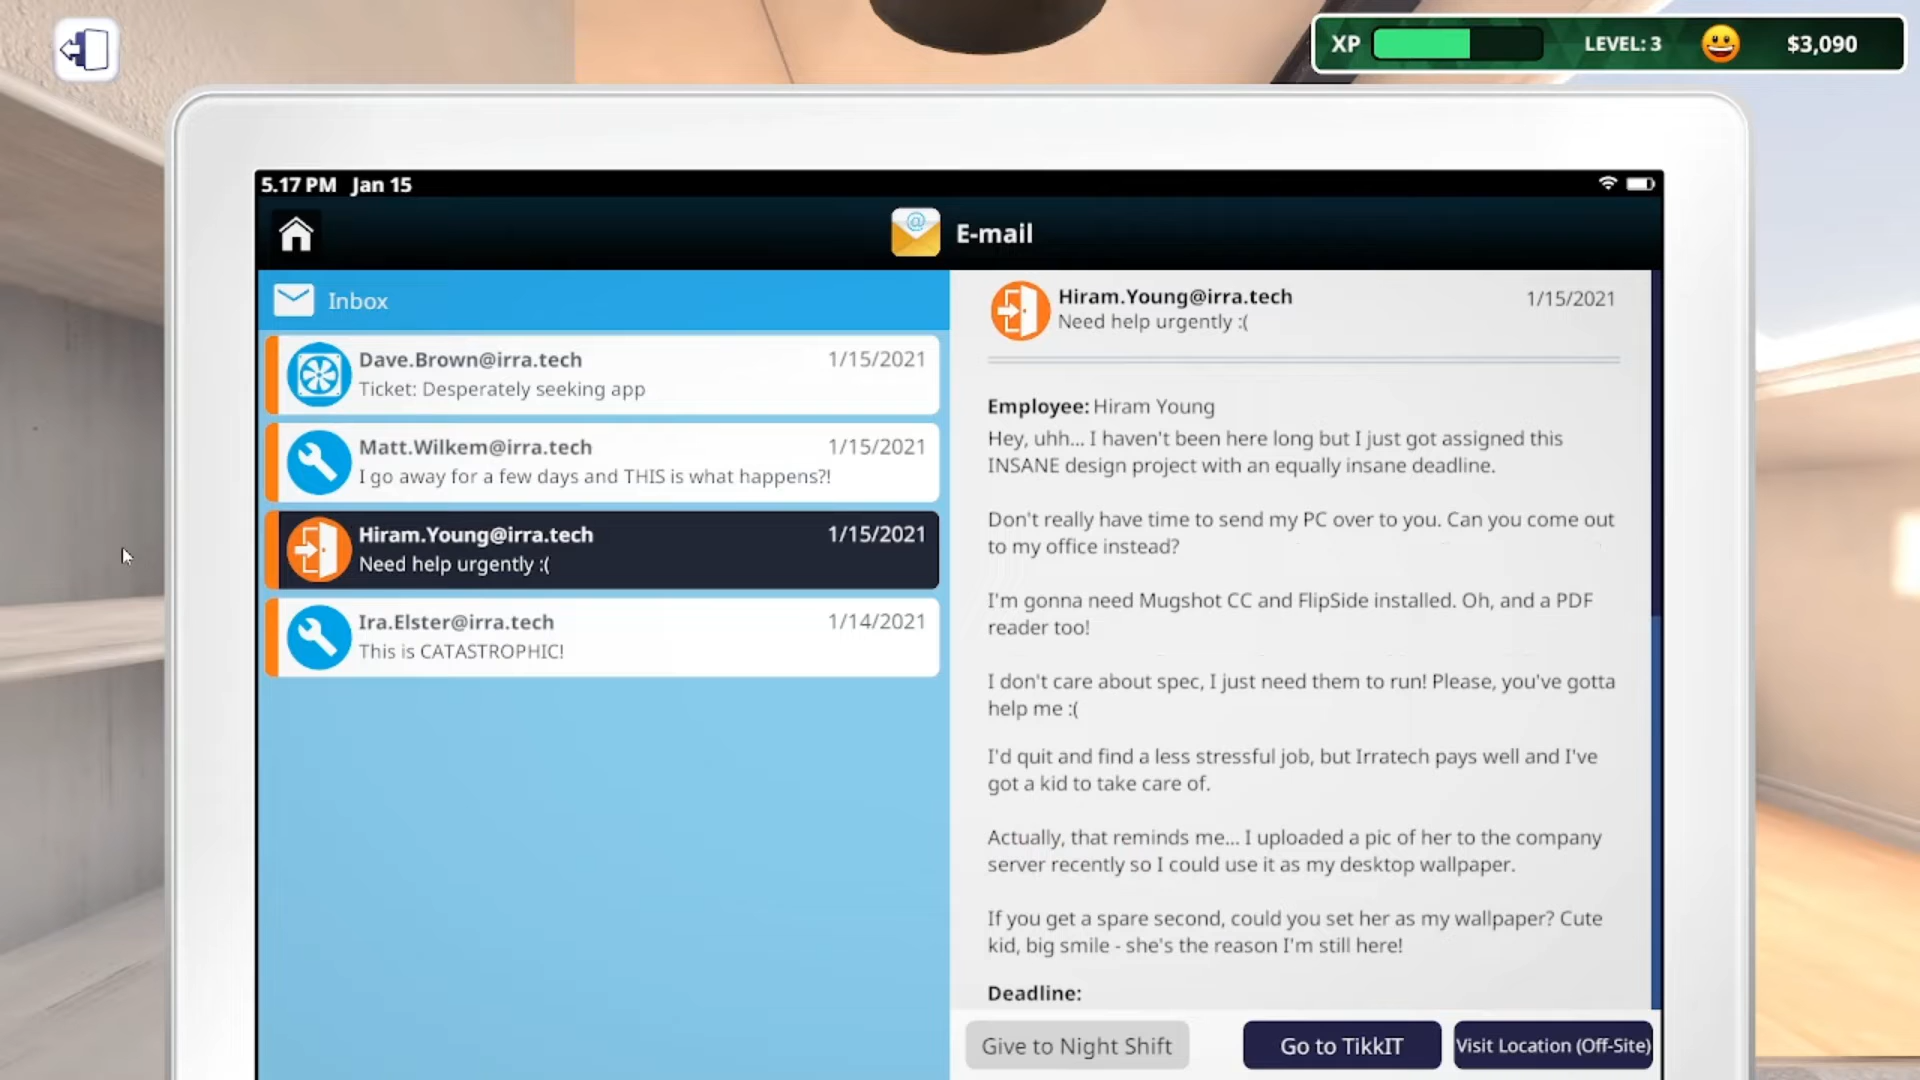 XP LEVEL: 3 $3,090
5.17 PM Jan 15
E-mail
Inbox
Dave.Brown@irra.tech 1/15/2021
Ticket: Desperately seeking app
Matt.Wilkem@irra.tech 1/15/2021
I go away for a few days and THIS is what happens?!
Hiram.Young@irra.tech 1/15/2021
Need help urgently :(
Ira.Elster@irra.tech 1/14/2021
This is CATASTROPHIC!
Hiram.Young@irra.tech 1/15/2021
Need help urgently :(
Employee: Hiram Young
Hey, uhh... I haven't been here long but I just got assigned this
INSANE design project with an equally insane deadline.
Don't really have time to send my PC over to you. Can you come out
to my office instead?
I'm gonna need Mugshot CC and FlipSide installed. Oh, and a PDF
reader too!
I don't care about spec, I just need them to run! Please, you've gotta
help me :(
I'd quit and find a less stressful job, but Irratech pays well and I've
got a kid to take care of.
Actually, that reminds me... I uploaded a pic of her to the company
server recently so I could use it as my desktop wallpaper.
If you get a spare second, could you set her as my wallpaper? Cute
kid, big smile - she's the reason I'm still here!
Deadline:
Give to Night Shift
Go to TikkIT
Visit Location (Off-Site)